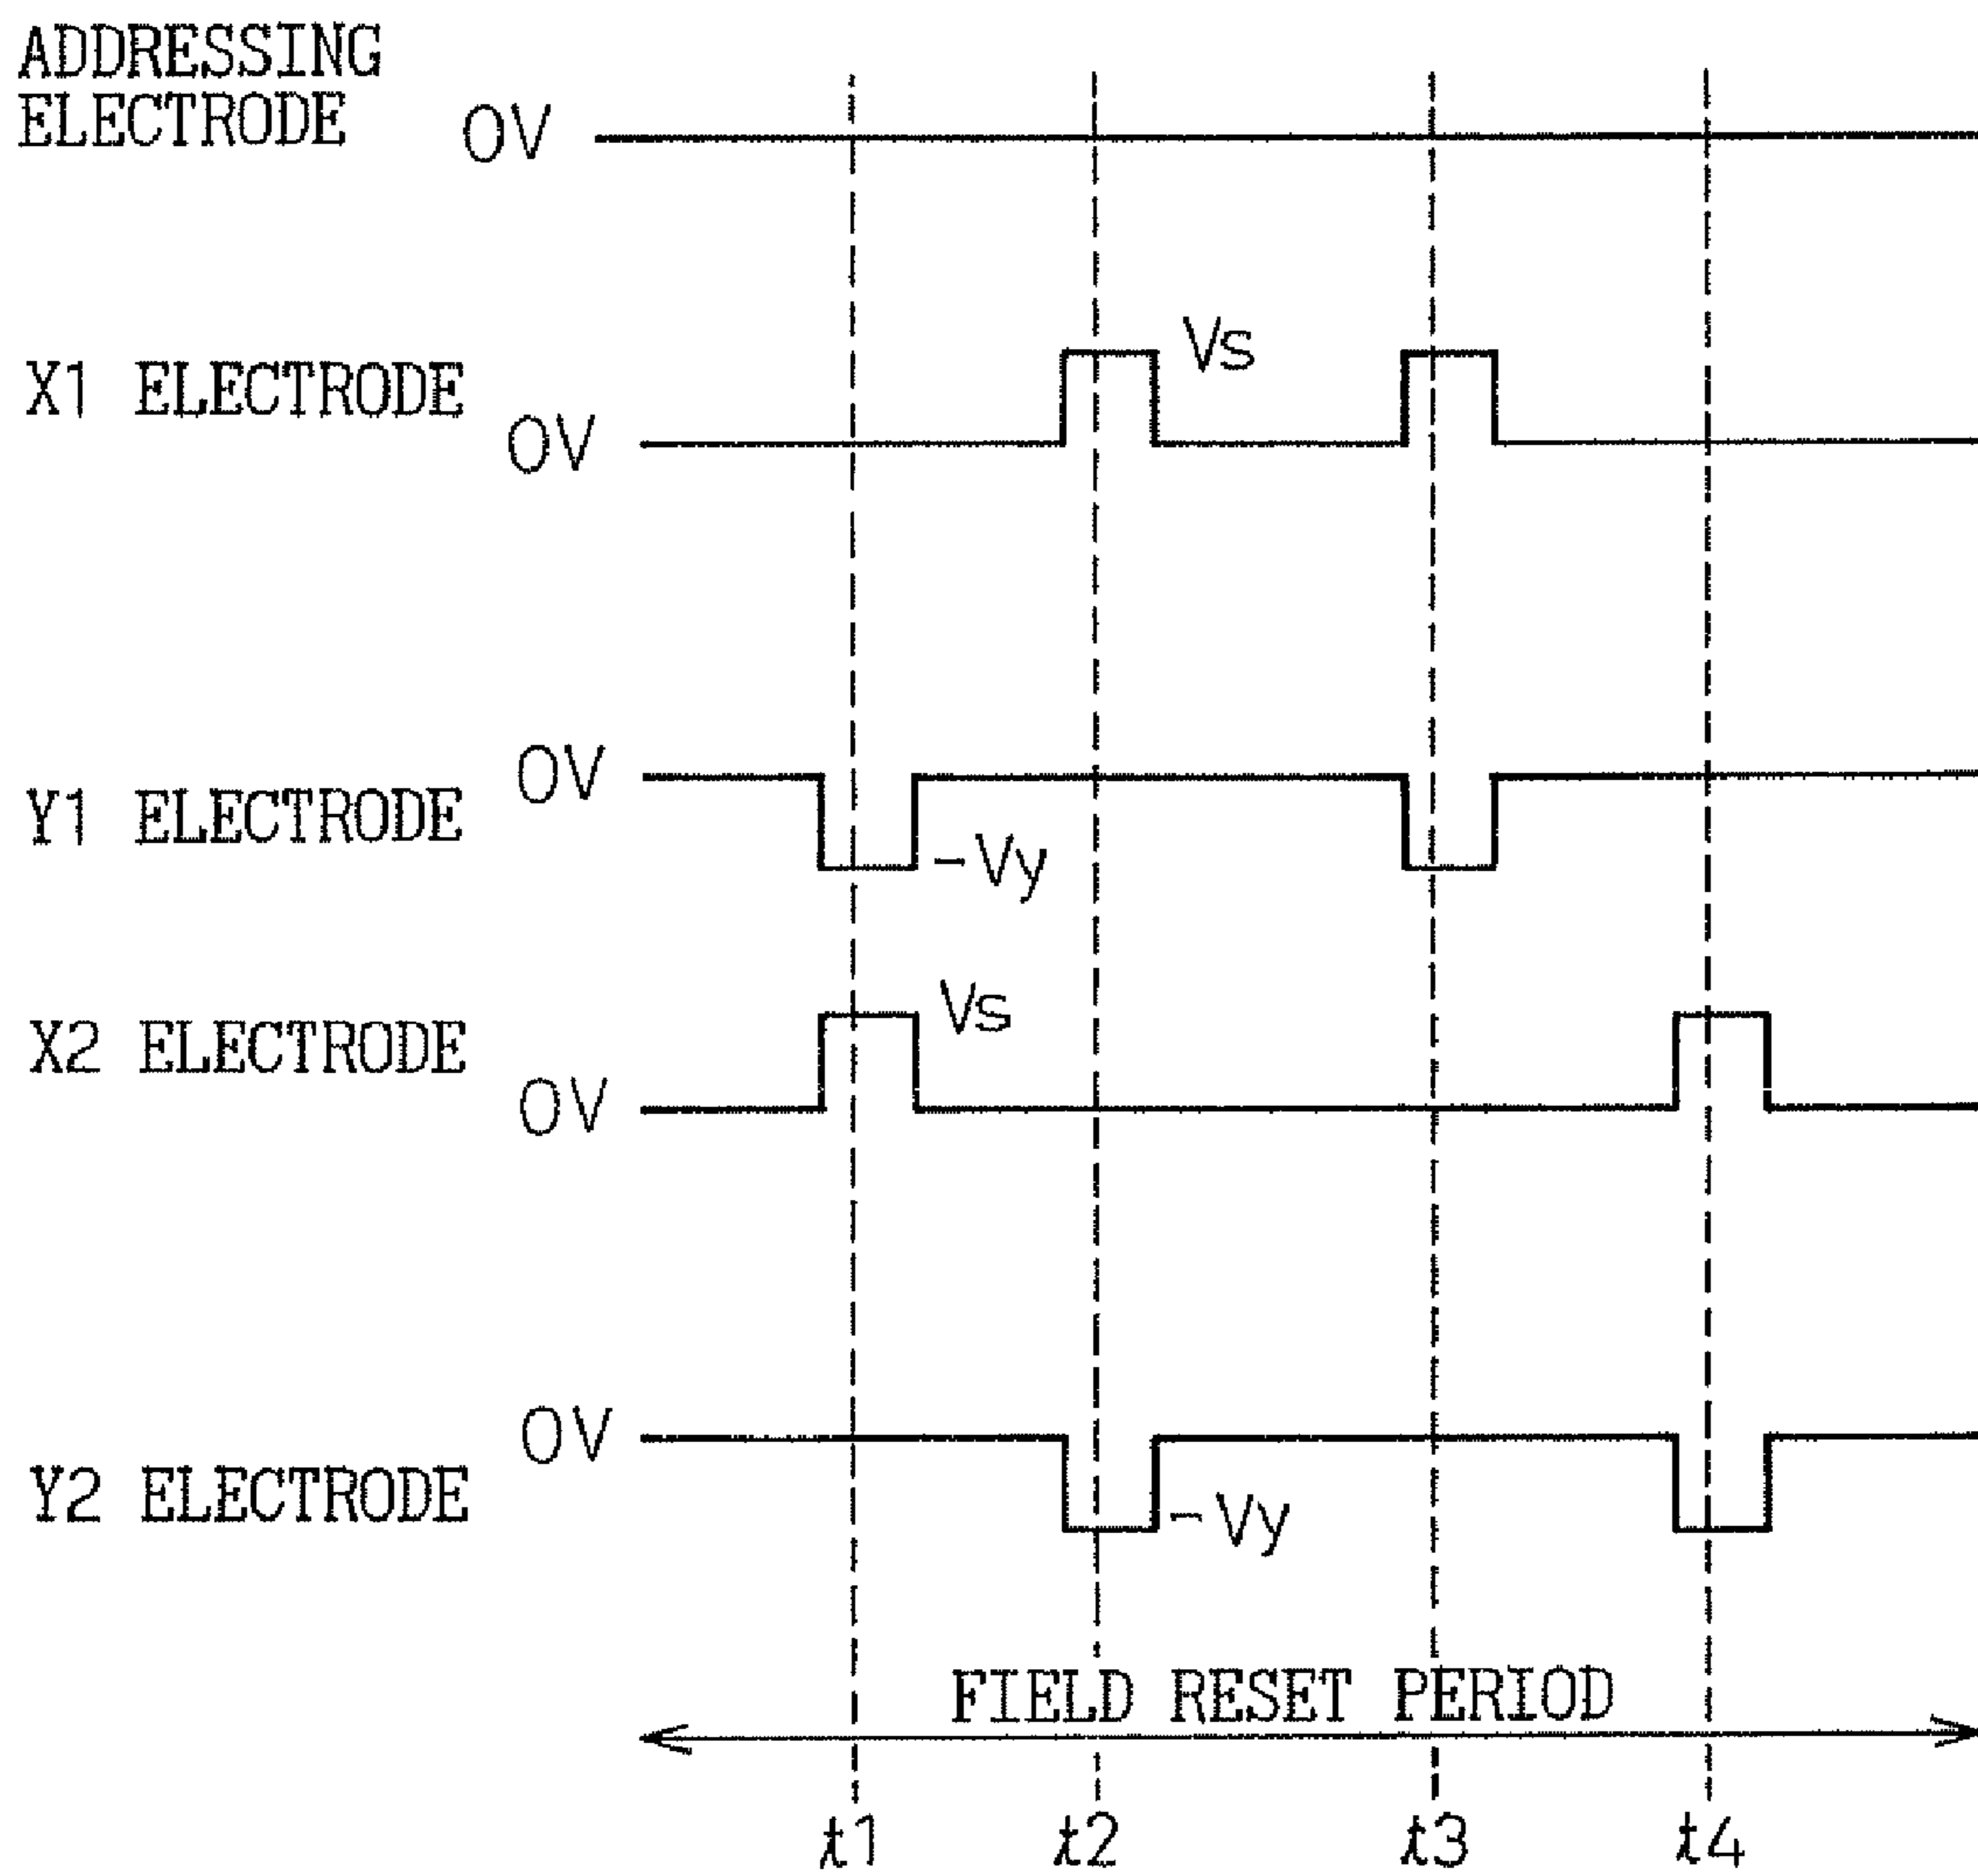 ADDRESSING
ELECTRODE
0V
X1 ELECTRODE
Vs
0V
0V
Y1 ELECTRODE
-Vy
X2 ELECTRODE
Vs
0V
0V
Y2 ELECTRODE
-Vy
FIELD RESET PERIOD
t1 t2 t3 t4